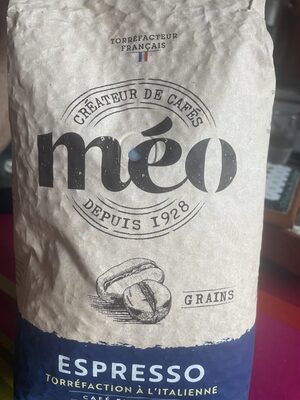 TORRÉFACTEUR
FRANÇAIS
CRÉATEUR DE CAFÉS
méo
DEPUIS 1928
GRAINS
ESPRESSO
TORRÉFACTION À L'ITALIENNE